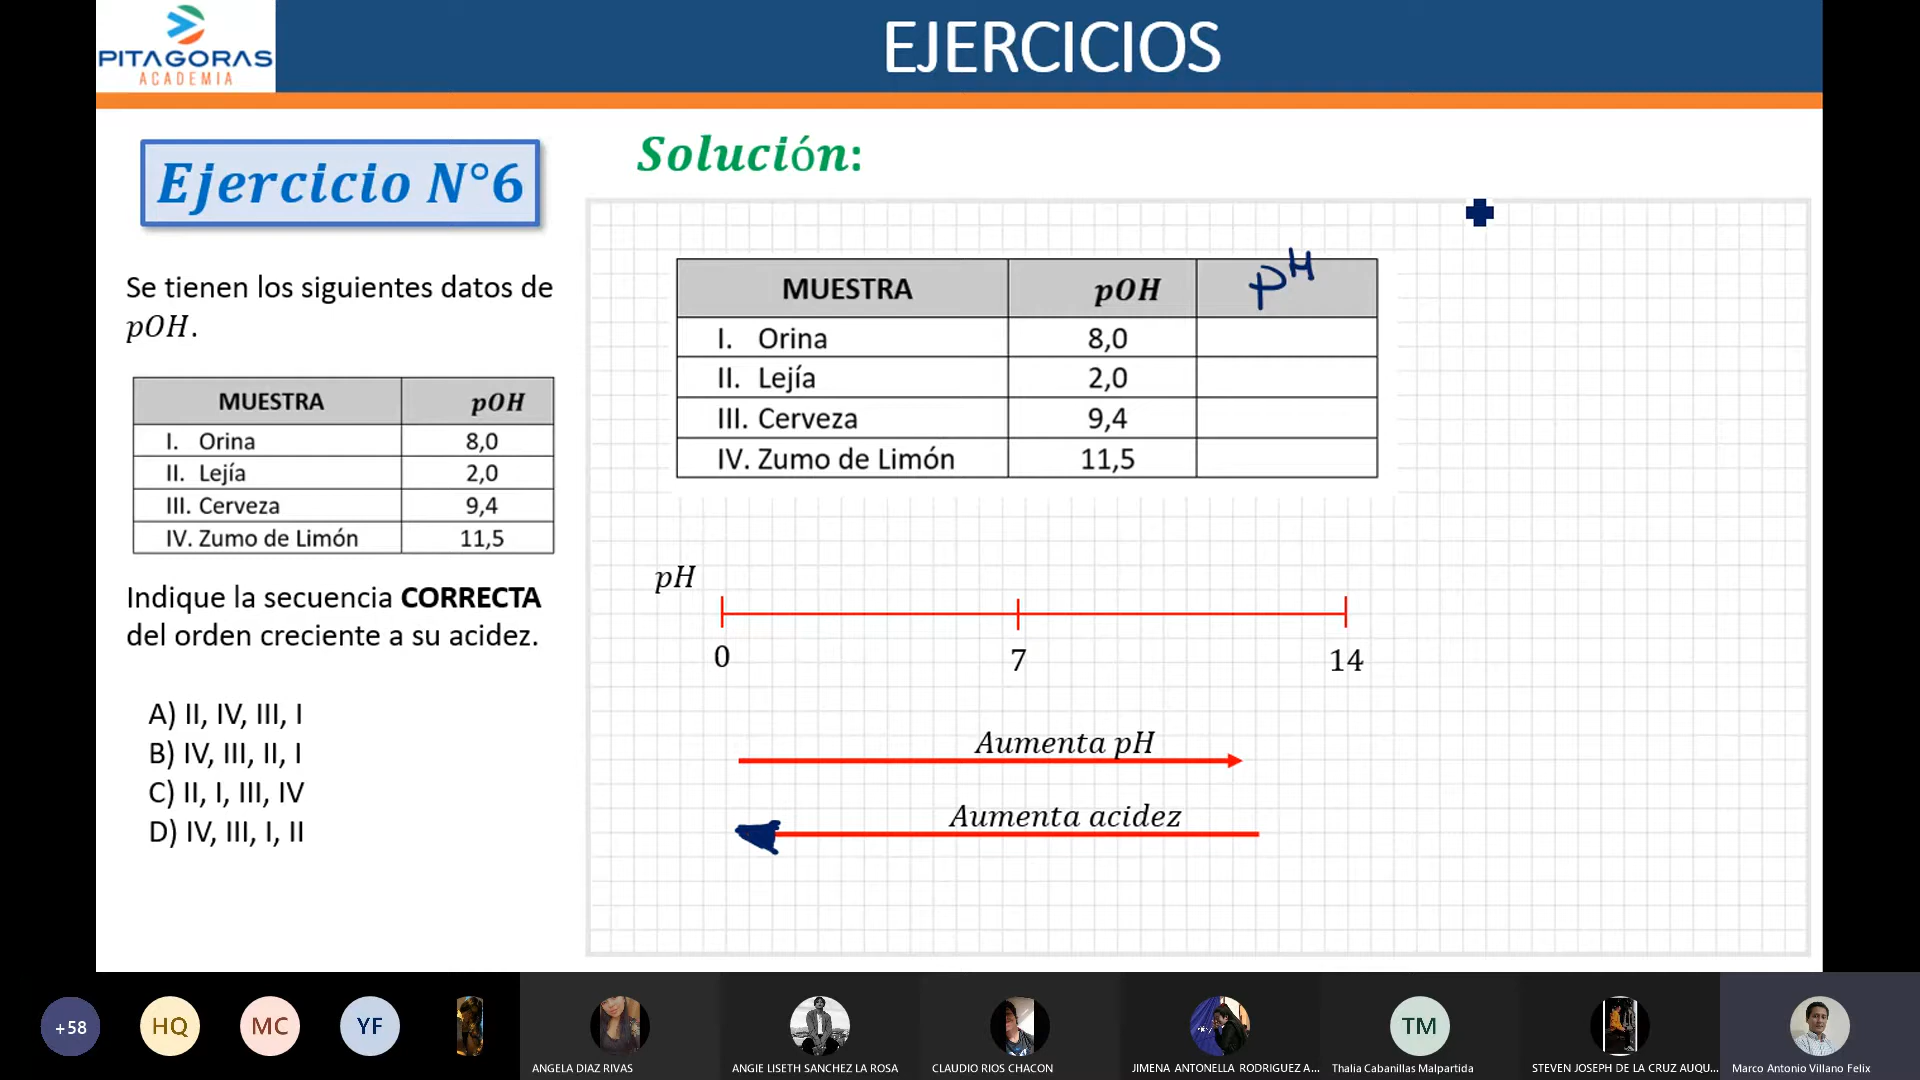 PITAGORAS
ACADEMIA
EJERCICIOS
Ejercicio N°6
Solución:
Se tienen los siguientes datos de
pOH.
MUESTRA pOH
I. Orina 8,0
II. Lejía 2,0
III. Cerveza 9,4
IV. Zumo de Limón 11,5
Indique la secuencia CORRECTA
del orden creciente a su acidez.
A) II, IV, III, I
B) IV, III, II, I
C) II, I, III, IV
D) IV, III, I, II
MUESTRA pOH pH
I. Orina 8,0
II. Lejía 2,0
III. Cerveza 9,4
IV. Zumo de Limón 11,5
pH
0 7 14
Aumenta pH
Aumenta acidez
+58 HQ MC YF TM
ANGELA DIAZ RIVAS
ANGIE LISETH SANCHEZ LA ROSA
CLAUDIO RIOS CHACON
JIMENA ANTONELLA RODRIGUEZ A...
Thalia Cabanillas Malpartida
STEVEN JOSEPH DE LA CRUZ AUQU...
Marco Antonio Villano Felix